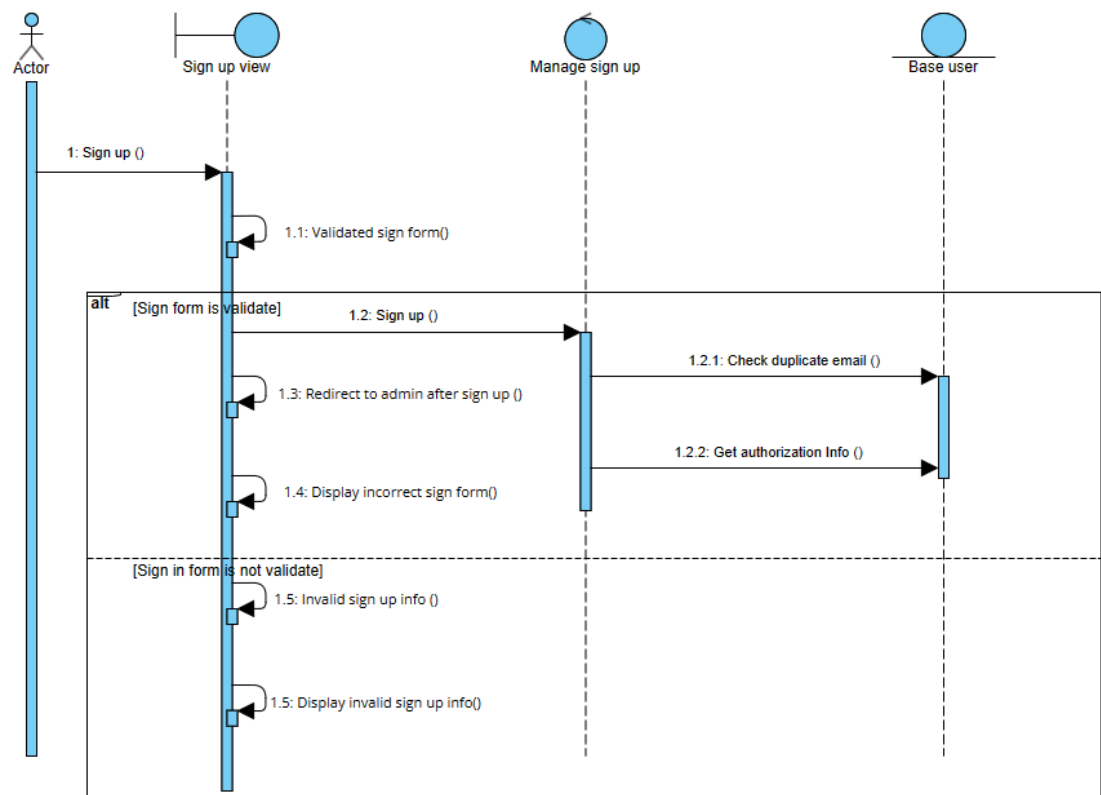 Actor
Sign up view
Manage sign up
Base user
1: Sign up ()
1.1: Validated sign form()
alt
[Sign form is validate]
1.2: Sign up ()
1.2.1: Check duplicate email ()
1.3: Redirect to admin after sign up ()
1.2.2: Get authorization Info ()
1.4: Display incorrect sign form()
[Sign in form is not validate]
1.5: Invalid sign up info ()
1.5: Display invalid sign up info()